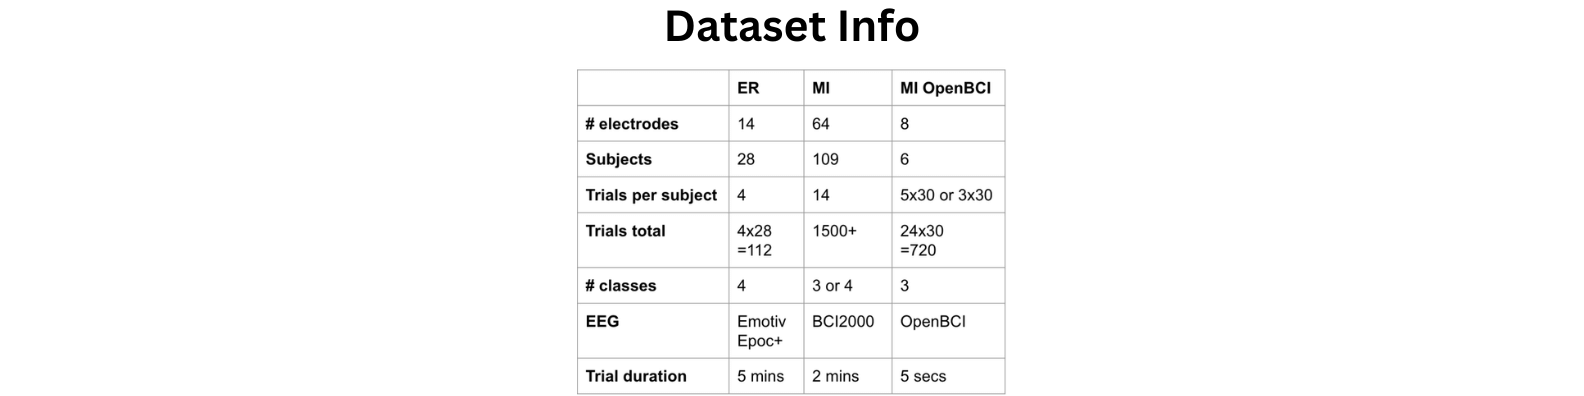 Dataset Info
ER MI MI OpenBCI
# electrodes 14 64 8
Subjects 28 109 6
Trials per subject 4 14 5x30 or 3x30
Trials total 4x28 1500+ 24x30
=112 =720
# classes 4 3 or 4 3
EEG Emotiv BCI2000 OpenBCI
Epoc+
Trial duration 5 mins 2 mins 5 secs